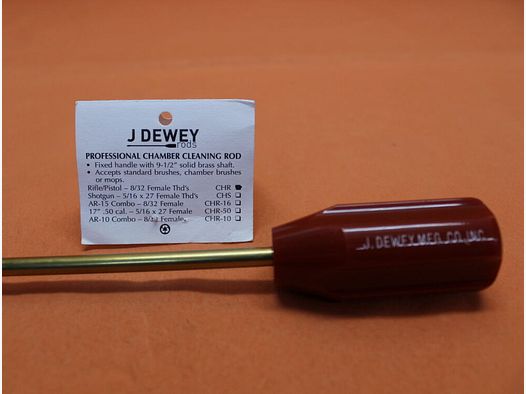 J DEWEY
rods
PROFESSIONAL CHAMBER CLEANING ROD
• Fixed handle with 9-1/2" solid brass shaft.
• Accepts standard brushes, chamber brushes
or mops.
Rifle/Pistol – 8/32 Female Thd's CHR
Shotgun – 5/16 x 27 Female Thd's CHS
AR-15 Combo – 8/32 Female CHR-16
17" .50 cal. – 5/16 x 27 Female CHR-50
AR-10 Combo – 8/32 Female CHR-10
J. DEWEY MFG. CO., INC.